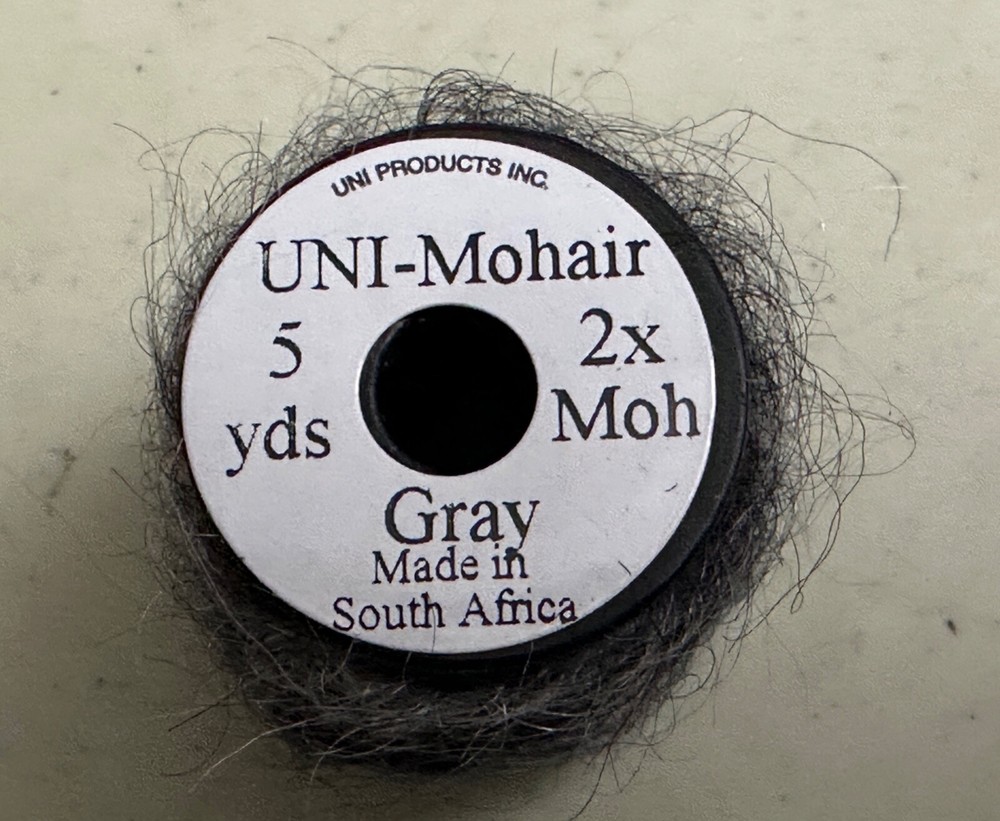 UNI PRODUCTS INC.
UNI-Mohair
5
yds
2x
Moh
Gray
Made in
South Africa